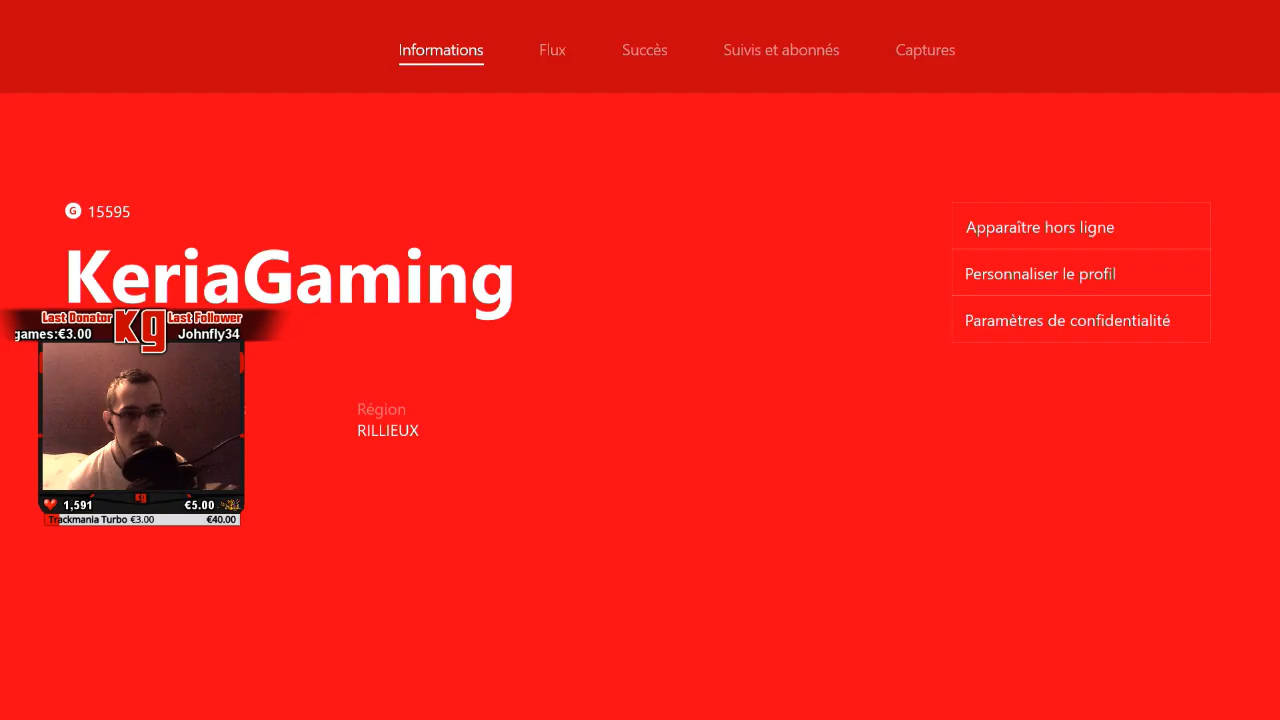 Informations Flux Succès Suivis et abonnés Captures
G 15595
KeriaGaming
Apparaître hors ligne
Personnaliser le profil
Paramètres de confidentialité
Last Donator Kg Last Follower
games:€3.00 Johnfly34
Région
RILLIEUX
kg
1,591 €5.00
Trackmania Turbo €3.00 €40.00